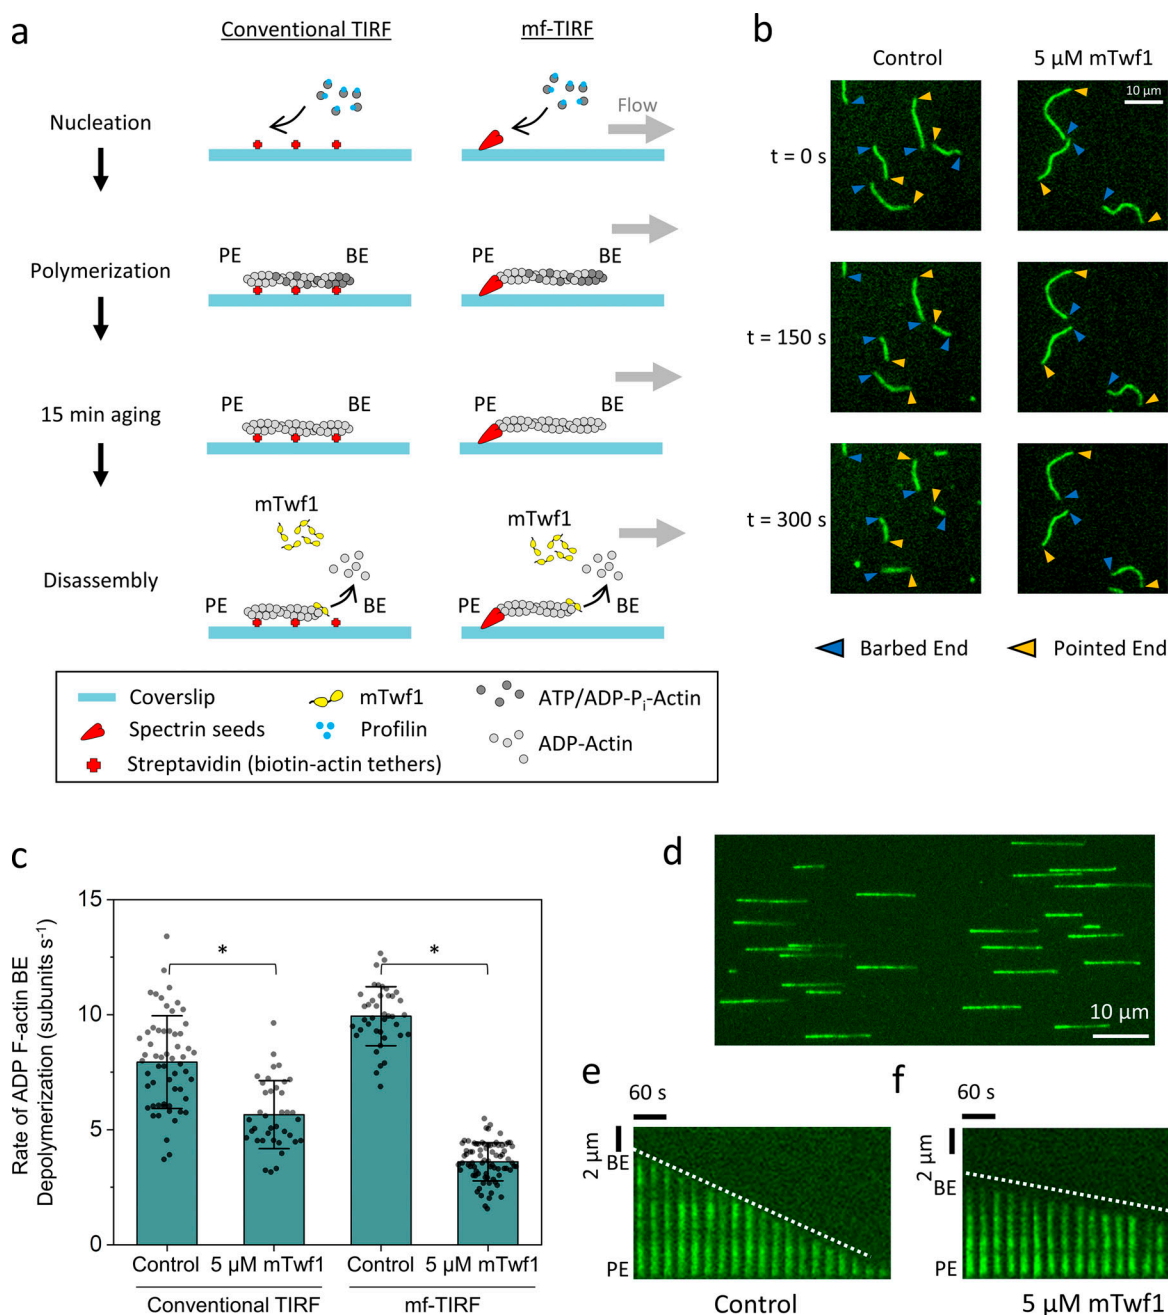 a
Conventional TIRF
mf-TIRF
Nucleation
Flow
Polymerization
PE
BE
PE
BE
15 min aging
PE
BE
PE
BE
mTwf1
mTwf1
Disassembly
PE
BE
PE
BE
Coverslip
mTwf1
ATP/ADP-Pi-Actin
Spectrin seeds
Profilin
ADP-Actin
Streptavidin (biotin-actin tethers)
b
Control
5 µM mTwf1
10 µm
t = 0 s
t = 150 s
t = 300 s
Barbed End
Pointed End
c
Rate of ADP F-actin BE
Depolymerization (subunits s⁻¹)
15
10
5
0
*
*
Control
5 µM mTwf1
Control
5 µM mTwf1
Conventional TIRF
mf-TIRF
d
10 µm
e
60 s
2 µm
BE
PE
Control
f
60 s
2 µm
BE
PE
5 µM mTwf1